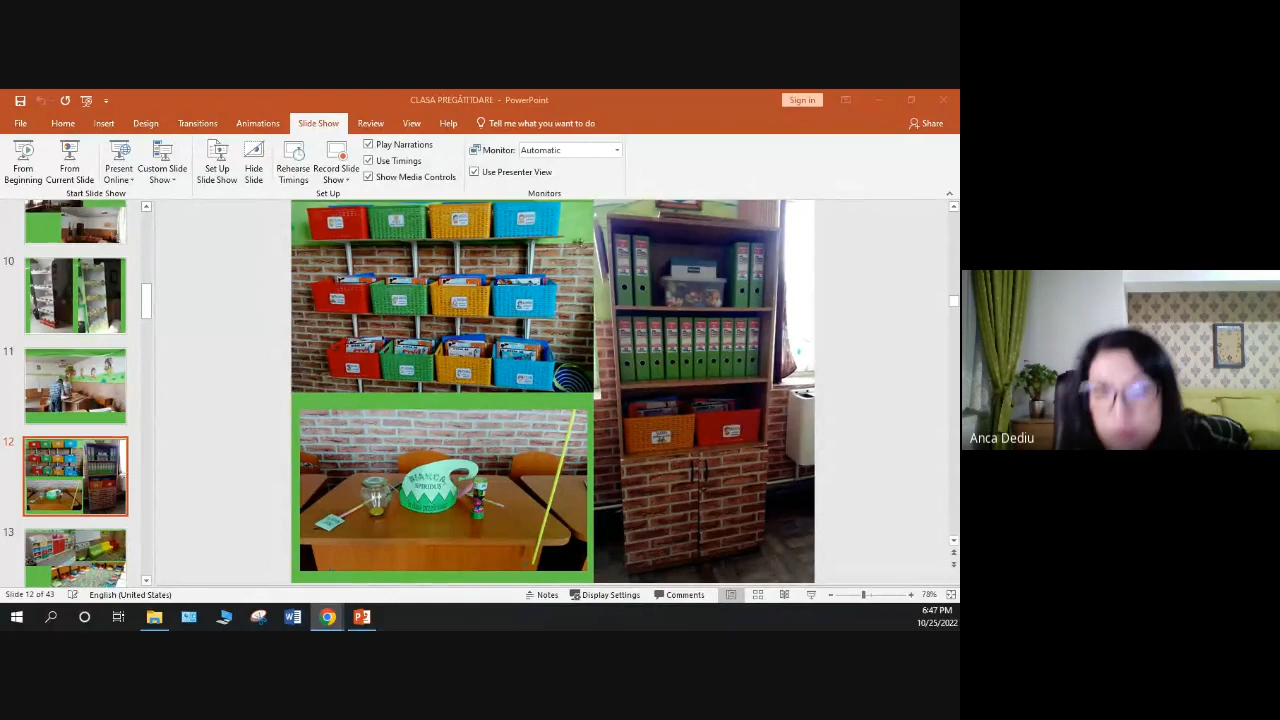 CLASA PREGĂTITOARE - PowerPoint
Sign in
File
Home
Insert
Design
Transitions
Animations
Slide Show
Review
View
Help
Tell me what you want to do
Share
From Beginning
From Current Slide
Present Online
Custom Slide Show
Set Up Slide Show
Hide Slide
Rehearse Timings
Record Slide Show
Play Narrations
Use Timings
Show Media Controls
Monitor:
Automatic
Use Presenter View
Start Slide Show
Set Up
Monitors
10
11
12
13
BIANCA
SPIRIDUȘ
Anca Dediu
Slide 12 of 43
English (United States)
Notes
Display Settings
Comments
78%
6:47 PM
10/25/2022